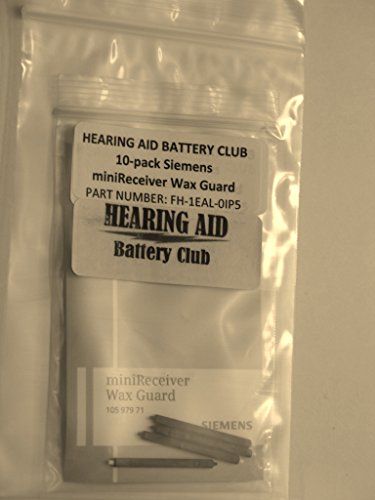 HEARING AID BATTERY CLUB
10-pack Siemens
miniReceiver Wax Guard
PART NUMBER: FH-1EAL-0IP5
HEARING AID
Battery Club
miniReceiver
Wax Guard
105 979 71
SIEMENS